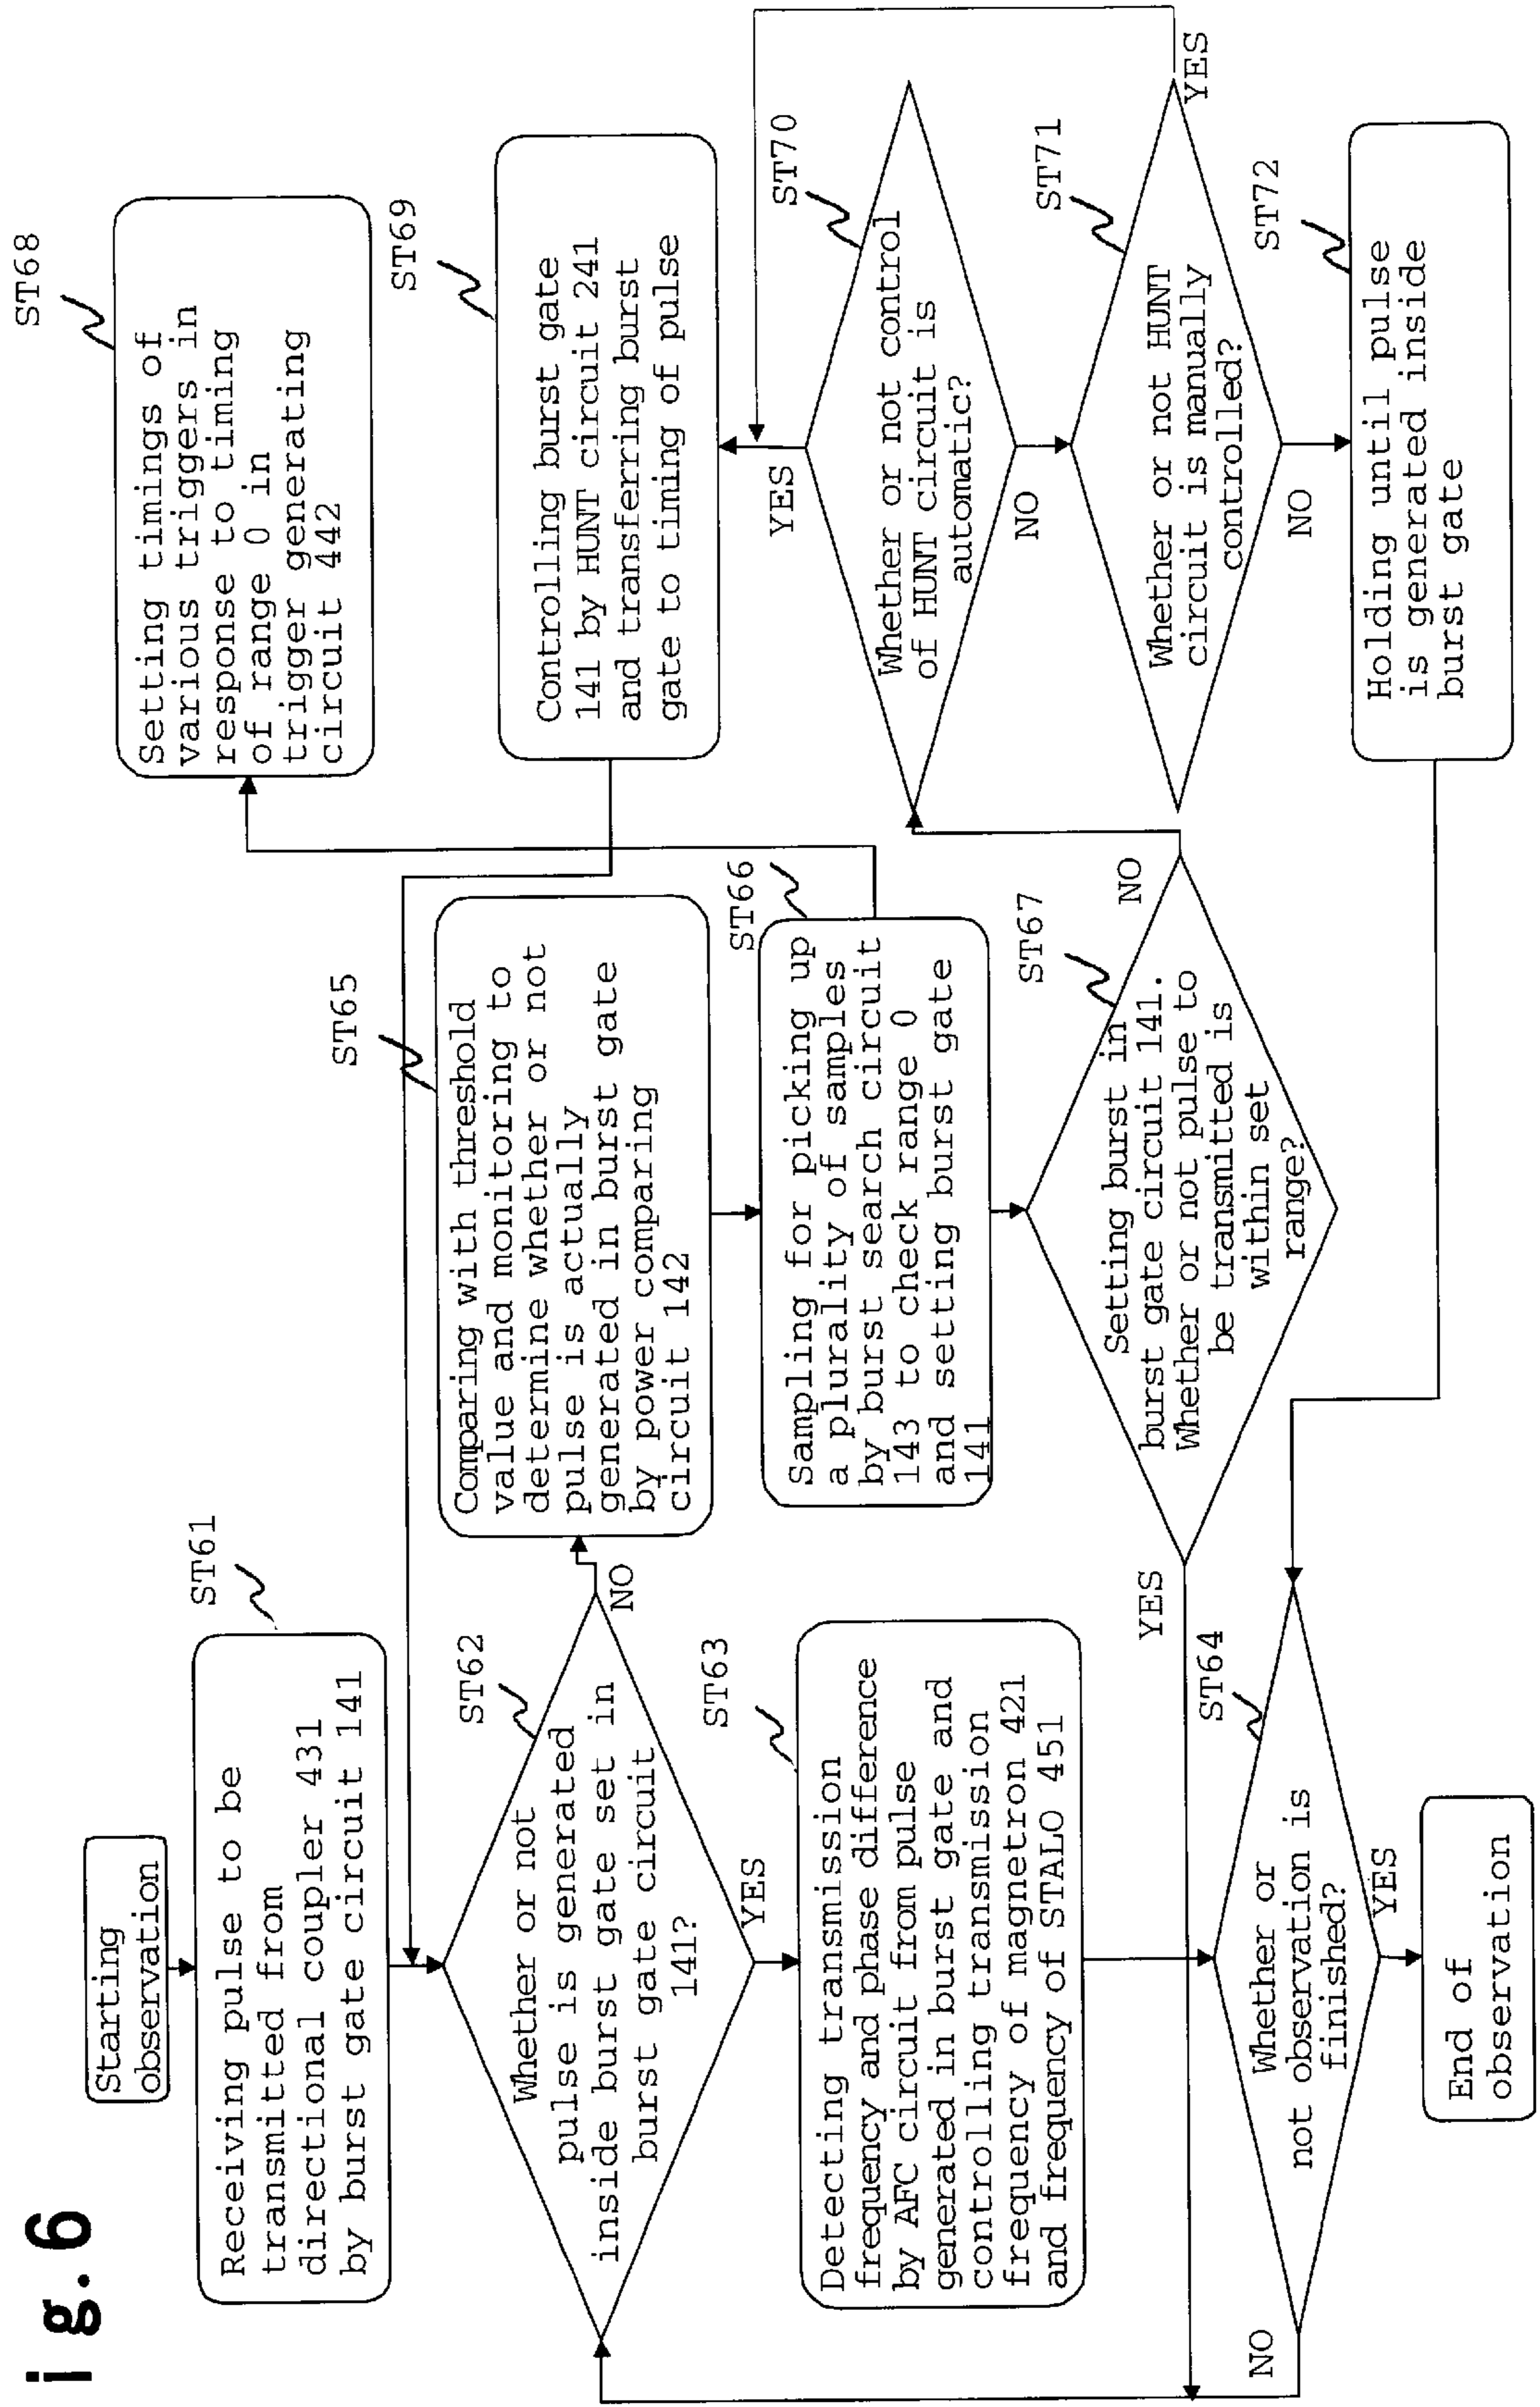 ig.6
Starting
observation
ST61
Receiving pulse to be
transmitted from
directional coupler 431
by burst gate circuit 141
ST62
Whether or not
pulse is generated
inside burst gate set in
burst gate circuit
141?
NO
YES
ST63
Detecting transmission
frequency and phase difference
by AFC circuit from pulse
generated in burst gate and
controlling transmission
frequency of magnetron 421
and frequency of STALO 451
ST64
Whether or
not observation is
finished?
NO
YES
End of
observation
ST65
Comparing with threshold
value and monitoring to
determine whether or not
pulse is actually
generated in burst gate
by power comparing
circuit 142
ST66
Sampling for picking up
a plurality of samples
by burst search circuit
143 to check range 0
and setting burst gate
141
ST67
Setting burst in
burst gate circuit 141.
Whether or not pulse to
be transmitted is
within set
range?
YES
NO
ST68
Setting timings of
various triggers in
response to timing
of range 0 in
trigger generating
circuit 442
ST69
Controlling burst gate
141 by HUNT circuit 241
and transferring burst
gate to timing of pulse
YES
ST70
Whether or not control
of HUNT circuit is
automatic?
NO
ST71
Whether or not HUNT
circuit is manually
controlled?
YES
NO
ST72
Holding until pulse
is generated inside
burst gate